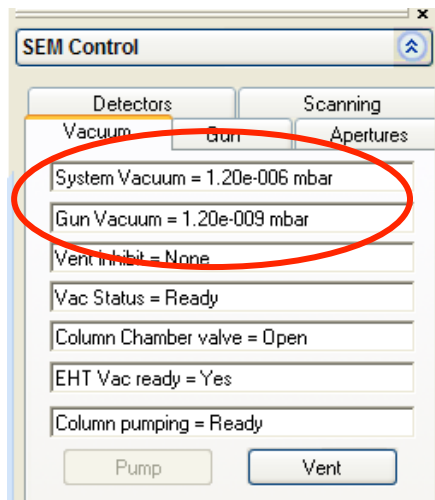 SEM Control
Detectors Scanning
Vacuum Gun Apertures
System Vacuum = 1.20e-006 mbar
Gun Vacuum = 1.20e-009 mbar
Vent Inhibit = None
Vac Status = Ready
Column Chamber valve = Open
EHT Vac ready = Yes
Column pumping = Ready
Pump Vent